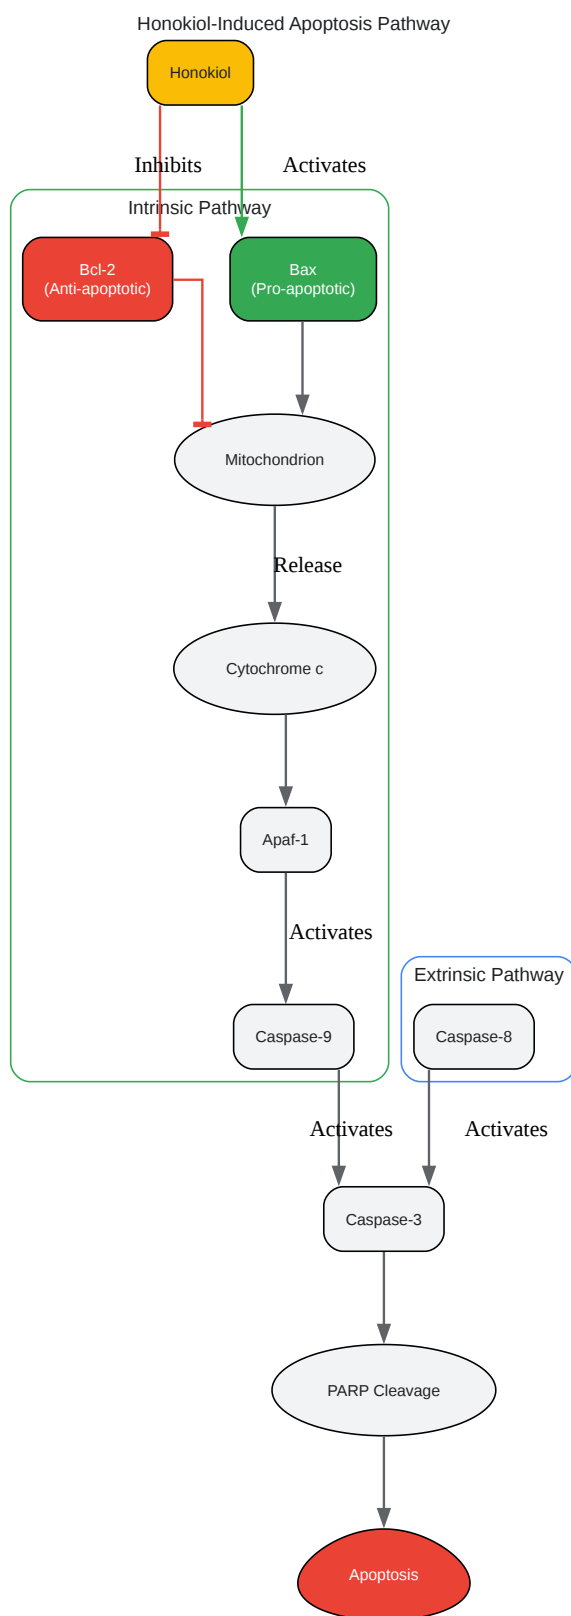 Honokiol-Induced Apoptosis Pathway
Honokiol
Inhibits
Activates
Intrinsic Pathway
Bcl-2
(Anti-apoptotic)
Bax
(Pro-apoptotic)
Mitochondrion
Release
Cytochrome c
Apaf-1
Activates
Extrinsic Pathway
Caspase-9
Caspase-8
Activates
Activates
Caspase-3
PARP Cleavage
Apoptosis